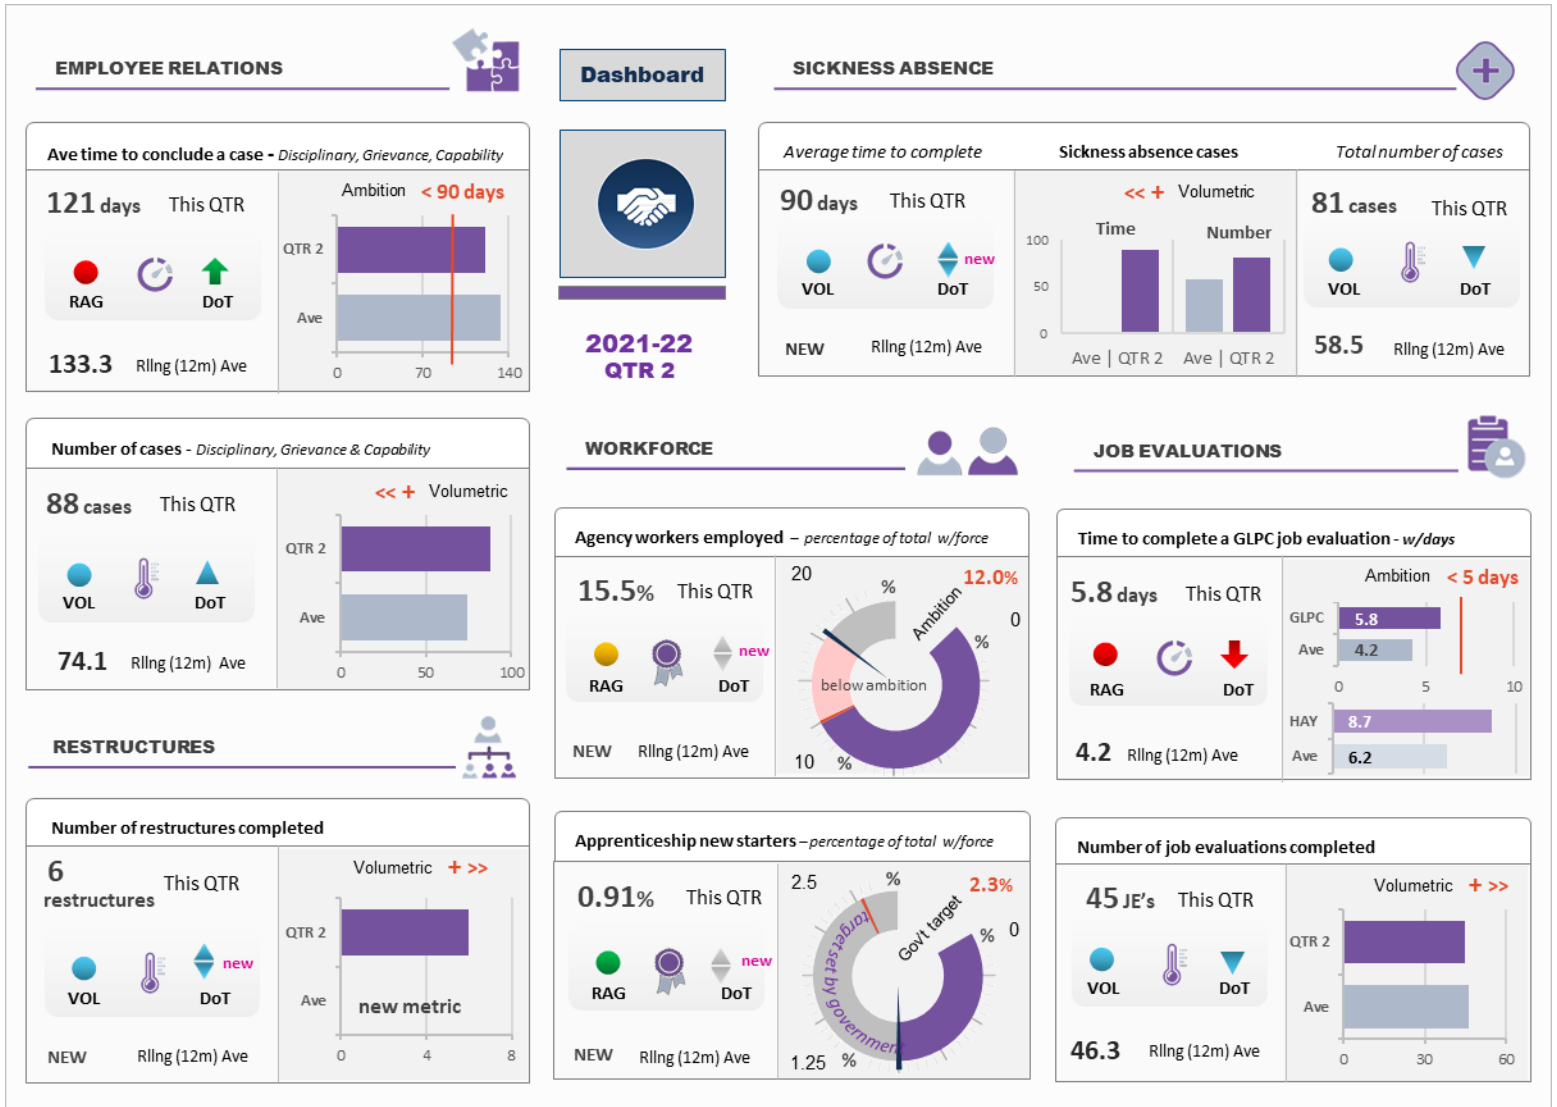 EMPLOYEE RELATIONS
Dashboard
SICKNESS ABSENCE
Ave time to conclude a case - Disciplinary, Grievance, Capability
121 days This QTR
RAG
DoT
133.3 Rllng (12m) Ave
Ambition < 90 days
QTR 2
Ave
0 70 140
2021-22
QTR 2
Average time to complete
Sickness absence cases
Total number of cases
90 days This QTR
VOL
DoT
new
NEW Rllng (12m) Ave
<< + Volumetric
Time
Number
100
50
0
Ave | QTR 2 Ave | QTR 2
81 cases This QTR
VOL
DoT
58.5 Rllng (12m) Ave
Number of cases - Disciplinary, Grievance & Capability
88 cases This QTR
VOL
DoT
74.1 Rllng (12m) Ave
<< + Volumetric
QTR 2
Ave
0 50 100
WORKFORCE
Agency workers employed – percentage of total w/force
15.5% This QTR
RAG
DoT
new
NEW Rllng (12m) Ave
20 %
12.0%
Ambition
0
%
below ambition
10 %
JOB EVALUATIONS
Time to complete a GLPC job evaluation - w/days
5.8 days This QTR
RAG
DoT
4.2 Rllng (12m) Ave
Ambition < 5 days
GLPC 5.8
Ave 4.2
0 5 10
HAY 8.7
Ave 6.2
RESTRUCTURES
Number of restructures completed
6
restructures
This QTR
VOL
DoT
new
NEW Rllng (12m) Ave
Volumetric + >>
QTR 2
Ave new metric
0 4 8
Apprenticeship new starters – percentage of total w/force
0.91% This QTR
RAG
DoT
new
NEW Rllng (12m) Ave
2.5 %
2.3%
Gov't target
% 0
target set by government
1.25 %
Number of job evaluations completed
45 JE's This QTR
VOL
DoT
46.3 Rllng (12m) Ave
Volumetric + >>
QTR 2
Ave
0 30 60